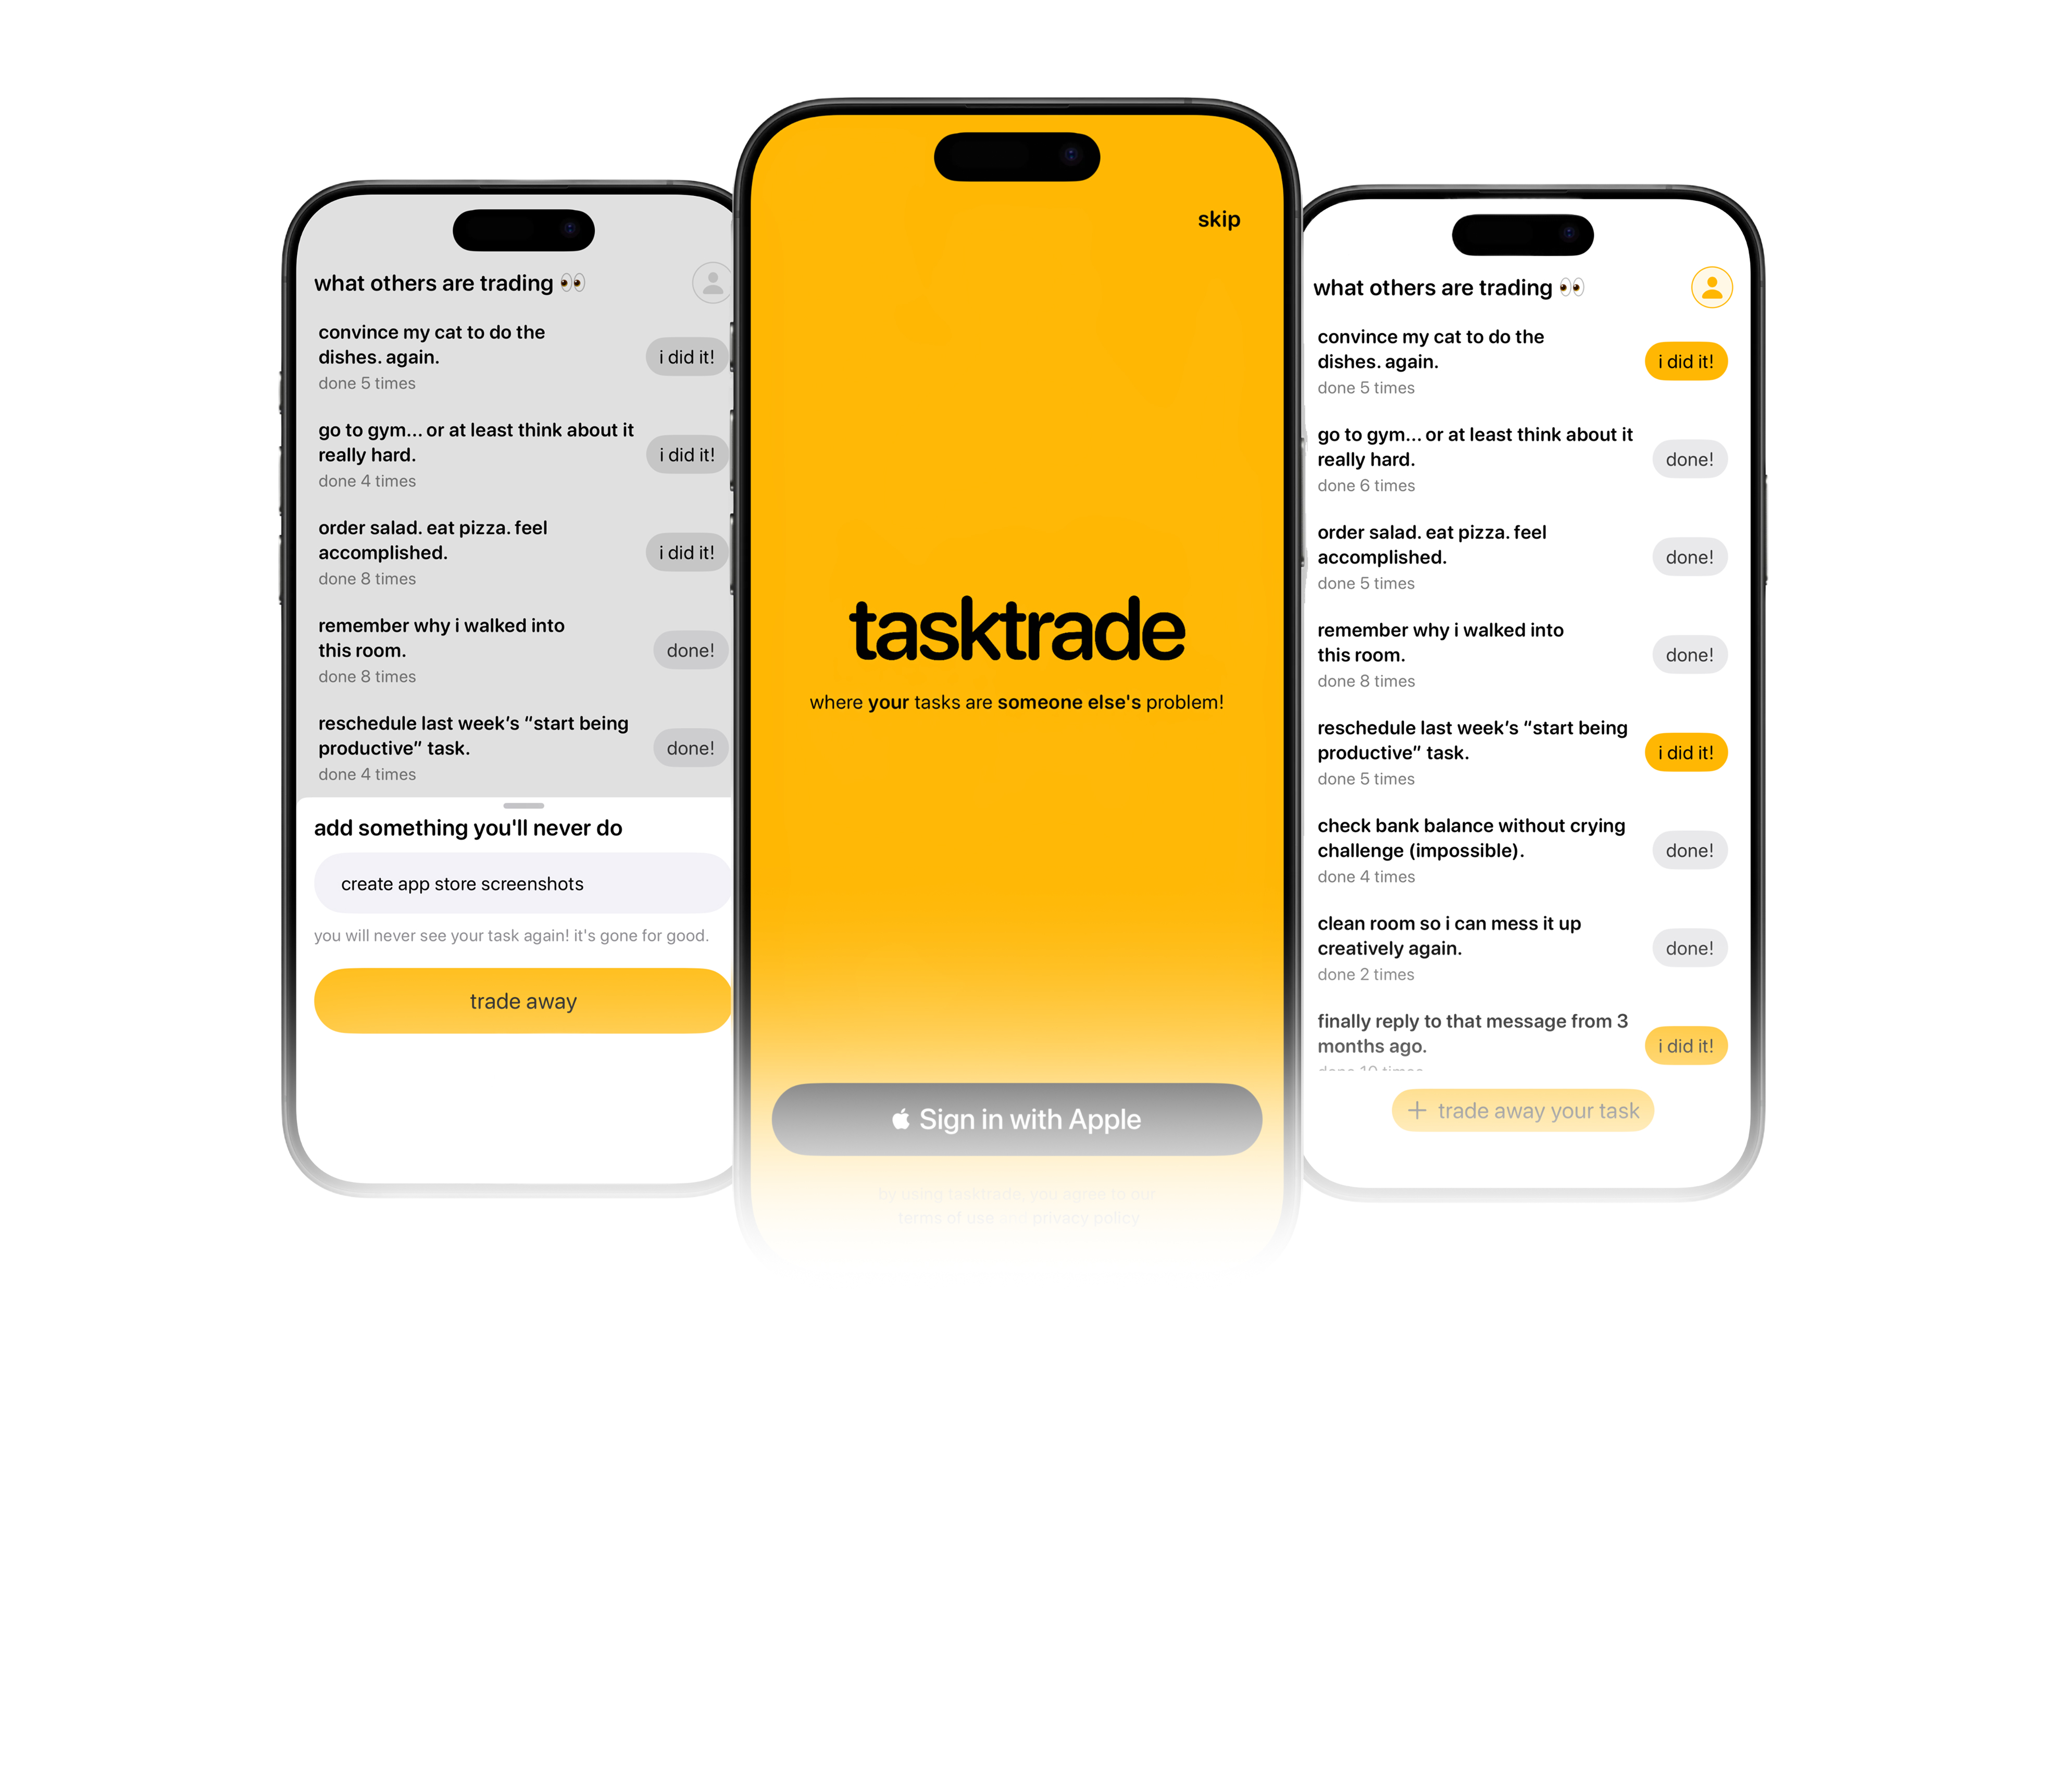 what others are trading 👀
convince my cat to do the
dishes. again.
done 5 times
i did it!
go to gym... or at least think about it
really hard.
done 4 times
i did it!
order salad. eat pizza. feel
accomplished.
done 8 times
i did it!
remember why i walked into
this room.
done 8 times
done!
reschedule last week's “start being
productive” task.
done 4 times
done!
add something you'll never do
create app store screenshots
you will never see your task again! it's gone for good.
trade away
skip
tasktrade
where your tasks are someone else's problem!
Sign in with Apple
by using tasktrade, you agree to our
terms of use and privacy policy
what others are trading 👀
convince my cat to do the
dishes. again.
done 5 times
i did it!
go to gym... or at least think about it
really hard.
done 6 times
done!
order salad. eat pizza. feel
accomplished.
done 5 times
done!
remember why i walked into
this room.
done 8 times
done!
reschedule last week's “start being
productive” task.
done 5 times
i did it!
check bank balance without crying
challenge (impossible).
done 4 times
done!
clean room so i can mess it up
creatively again.
done 2 times
done!
finally reply to that message from 3
months ago.
done 10 times
i did it!
+ trade away your task